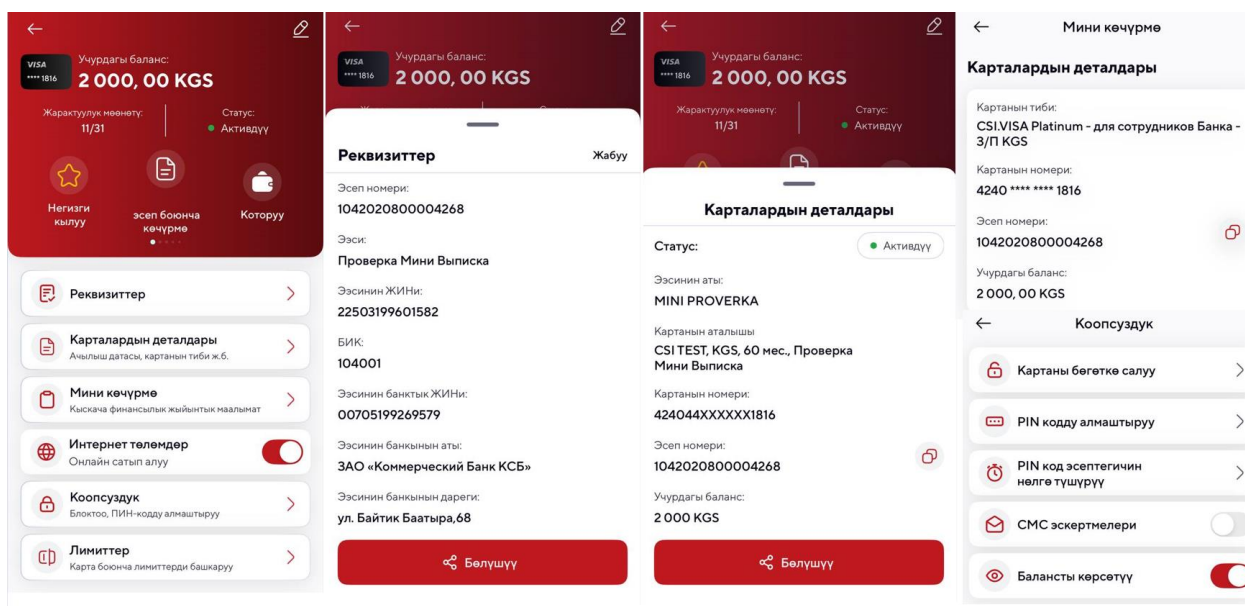 VISA
**** 1816
Учурдагы баланс:
2 000, 00 KGS
Жарактуулук мөөнөтү:
11/31
Статус:
Активдүү
Негизги
кылуу
эсеп боюнча
көчүрмө
Которуу
Реквизиттер
Карталардын деталдары
Ачылыш датасы, картанын тиби ж.б.
Мини көчүрмө
Кыскача финансылык жыйынтык маалымат
Интернет төлөмдөр
Онлайн сатып алуу
Коопсуздук
Блоктоо, ПИН-кодду алмаштыруу
Лимиттер
Карта боюнча лимиттерди башкаруу
VISA
**** 1816
Учурдагы баланс:
2 000, 00 KGS
Реквизиттер
Жабуу
Эсеп номери:
1042020800004268
Ээси:
Проверка Мини Выписка
Ээсинин ЖИНи:
22503199601582
БИК:
104001
Ээсинин банктык ЖИНи:
00705199269579
Ээсинин банкынын аты:
ЗАО «Коммерческий Банк КСБ»
Ээсинин банкынын дареги:
ул. Байтик Баатыра,68
Бөлүшүү
VISA
**** 1816
Учурдагы баланс:
2 000, 00 KGS
Жарактуулук мөөнөтү:
11/31
Статус:
Активдүү
Карталардын деталдары
Статус:
Активдүү
Ээсинин аты:
MINI PROVERKA
Картанын аталышы
CSI TEST, KGS, 60 мес., Проверка
Мини Выписка
Картанын номери:
424044XXXXXX1816
Эсеп номери:
1042020800004268
Учурдагы баланс:
2 000 KGS
Бөлүшүү
Мини көчүрмө
Карталардын деталдары
Картанын тиби:
CSI.VISA Platinum - для сотрудников Банка -
З/П KGS
Картанын номери:
4240 **** **** 1816
Эсеп номери:
1042020800004268
Учурдагы баланс:
2 000, 00 KGS
Коопсуздук
Картаны бөгөткө салуу
PIN кодду алмаштыруу
PIN код эсептегичин
нөлгө түшүрүү
СМС эскертмелери
Балансты көрсөтүү